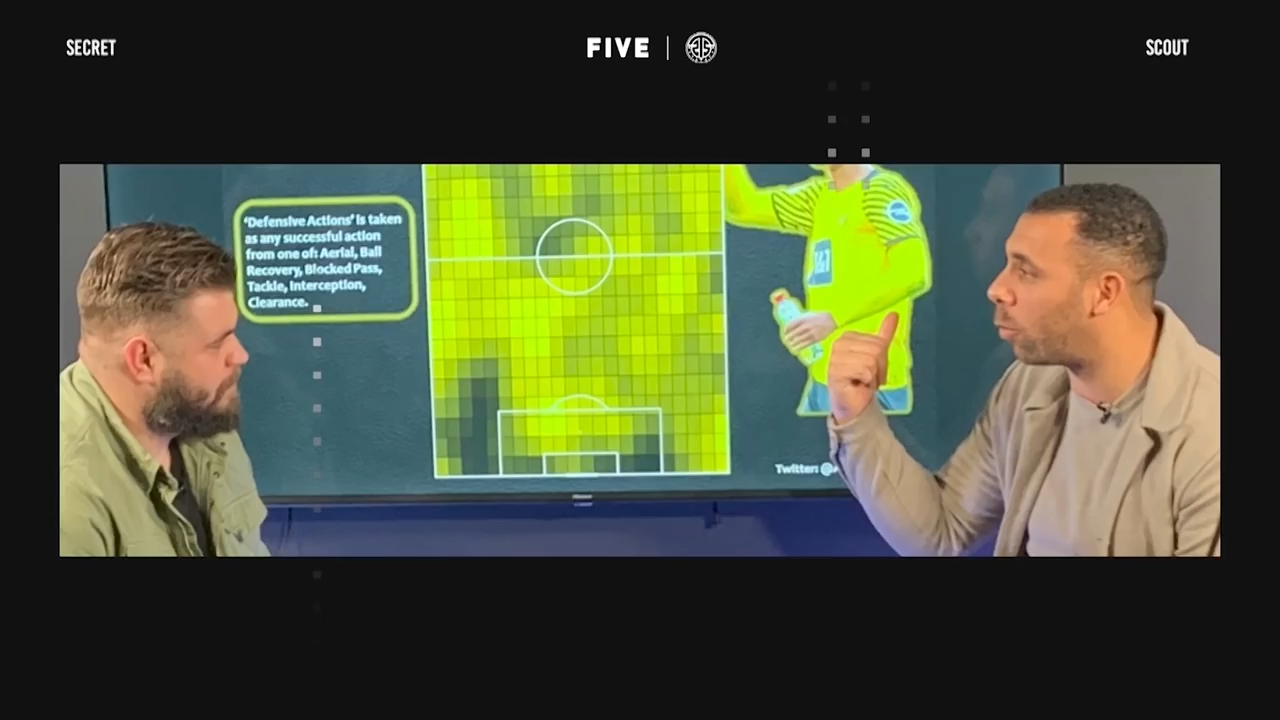 SECRET
FIVE
SCOUT
'Defensive Actions' is taken
as any successful action
from one of: Aerial, Ball
Recovery, Blocked Pass,
Tackle, Interception,
Clearance.
Twitter: @